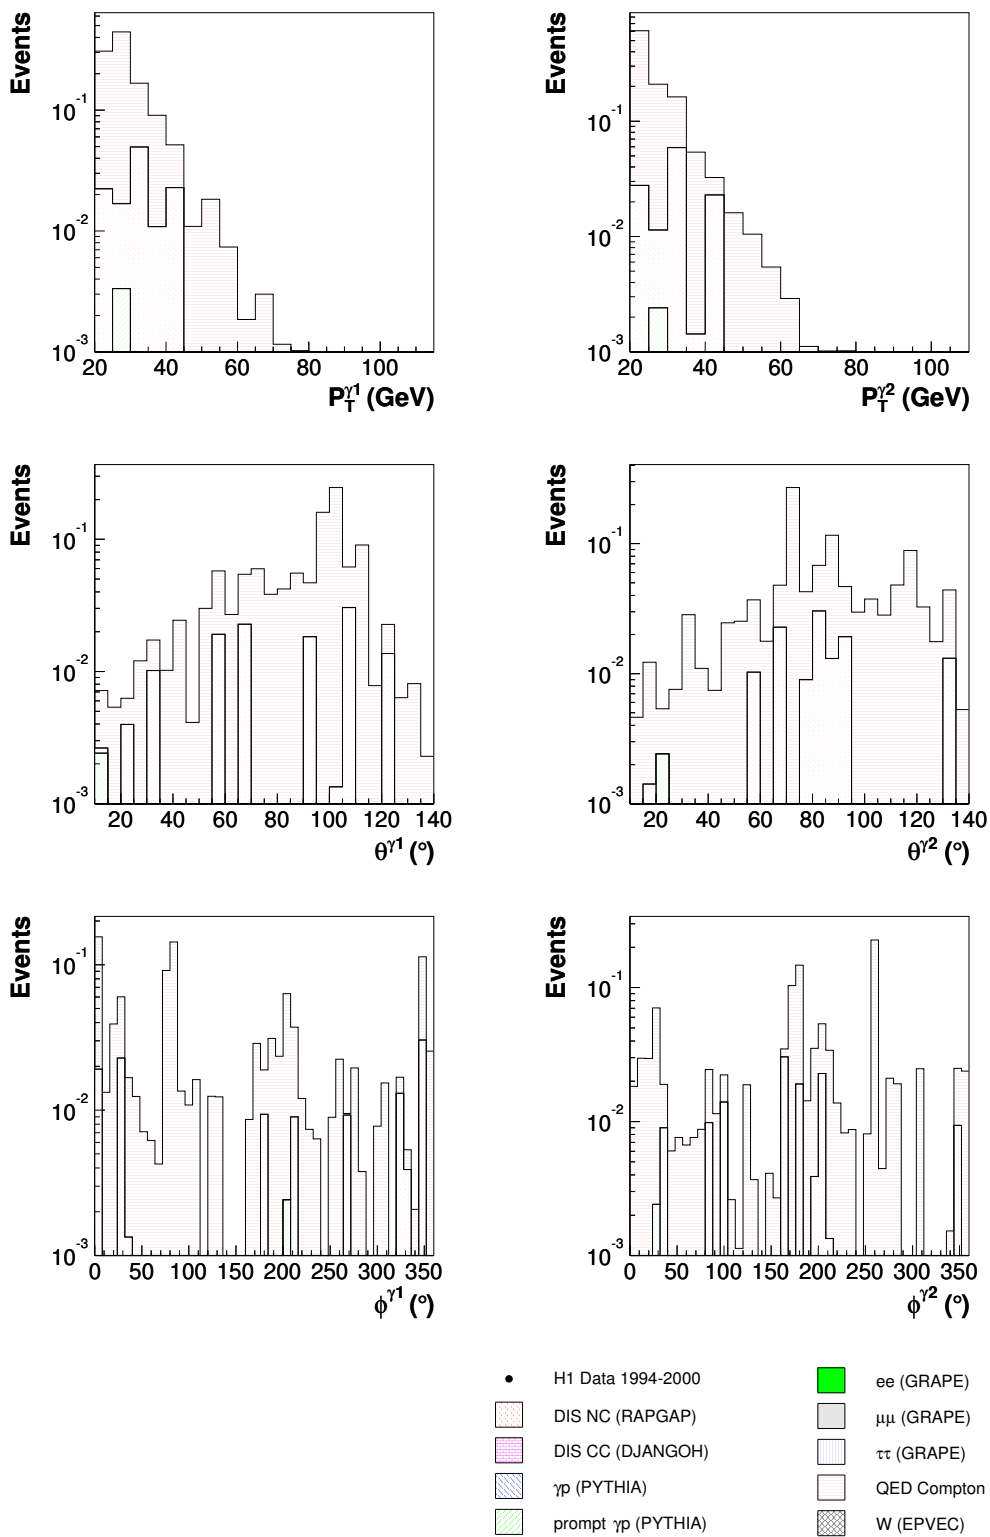 Events
10⁻¹
10⁻²
10⁻³
20 40 60 80 100
P_T^γ1 (GeV)
Events
10⁻¹
10⁻²
10⁻³
20 40 60 80 100
P_T^γ2 (GeV)
Events
10⁻¹
10⁻²
10⁻³
20 40 60 80 100 120 140
θ^γ1 (°)
Events
10⁻¹
10⁻²
10⁻³
20 40 60 80 100 120 140
θ^γ2 (°)
Events
10⁻¹
10⁻²
10⁻³
0 50 100 150 200 250 300 350
ϕ^γ1 (°)
Events
10⁻¹
10⁻²
10⁻³
0 50 100 150 200 250 300 350
ϕ^γ2 (°)
H1 Data 1994-2000
DIS NC (RAPGAP)
DIS CC (DJANGOH)
γp (PYTHIA)
prompt γp (PYTHIA)
ee (GRAPE)
μμ (GRAPE)
ττ (GRAPE)
QED Compton
W (EPVEC)